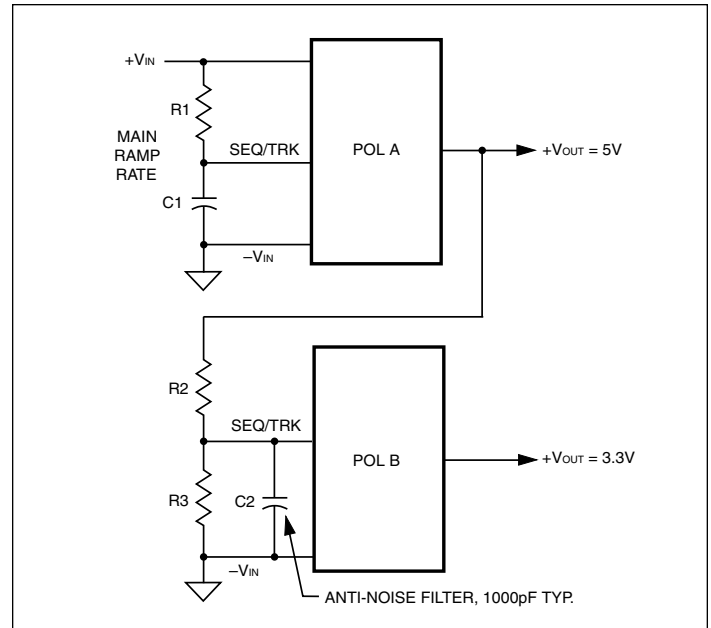 +VIN
R1
MAIN
RAMP
RATE
SEQ/TRK
POL A
+VOUT = 5V
C1
–VIN
R2
SEQ/TRK
POL B
+VOUT = 3.3V
R3
C2
–VIN
ANTI-NOISE FILTER, 1000pF TYP.